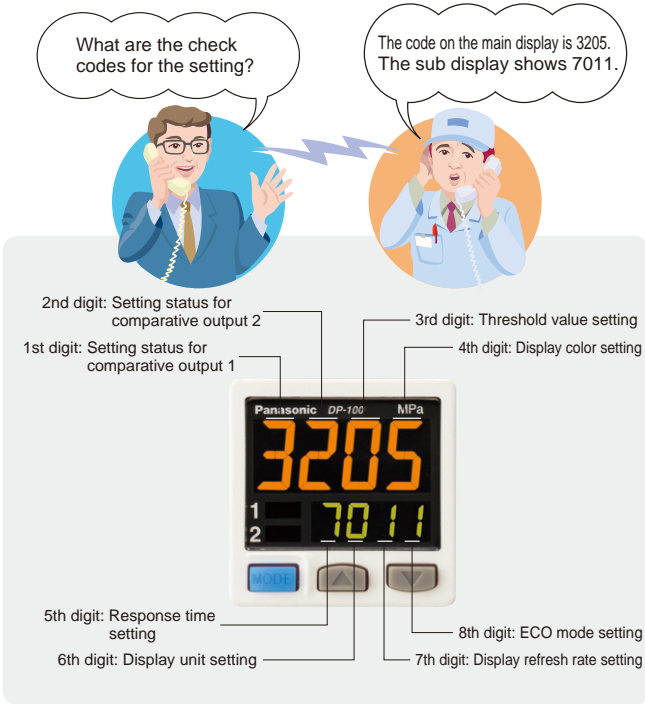 What are the check
codes for the setting?
The code on the main display is 3205.
The sub display shows 7011.
2nd digit: Setting status for
comparative output 2
3rd digit: Threshold value setting
1st digit: Setting status for
comparative output 1
4th digit: Display color setting
Panasonic DP-100 MPa
3205
1
7011
2
MODE
5th digit: Response time
setting
8th digit: ECO mode setting
6th digit: Display unit setting
7th digit: Display refresh rate setting